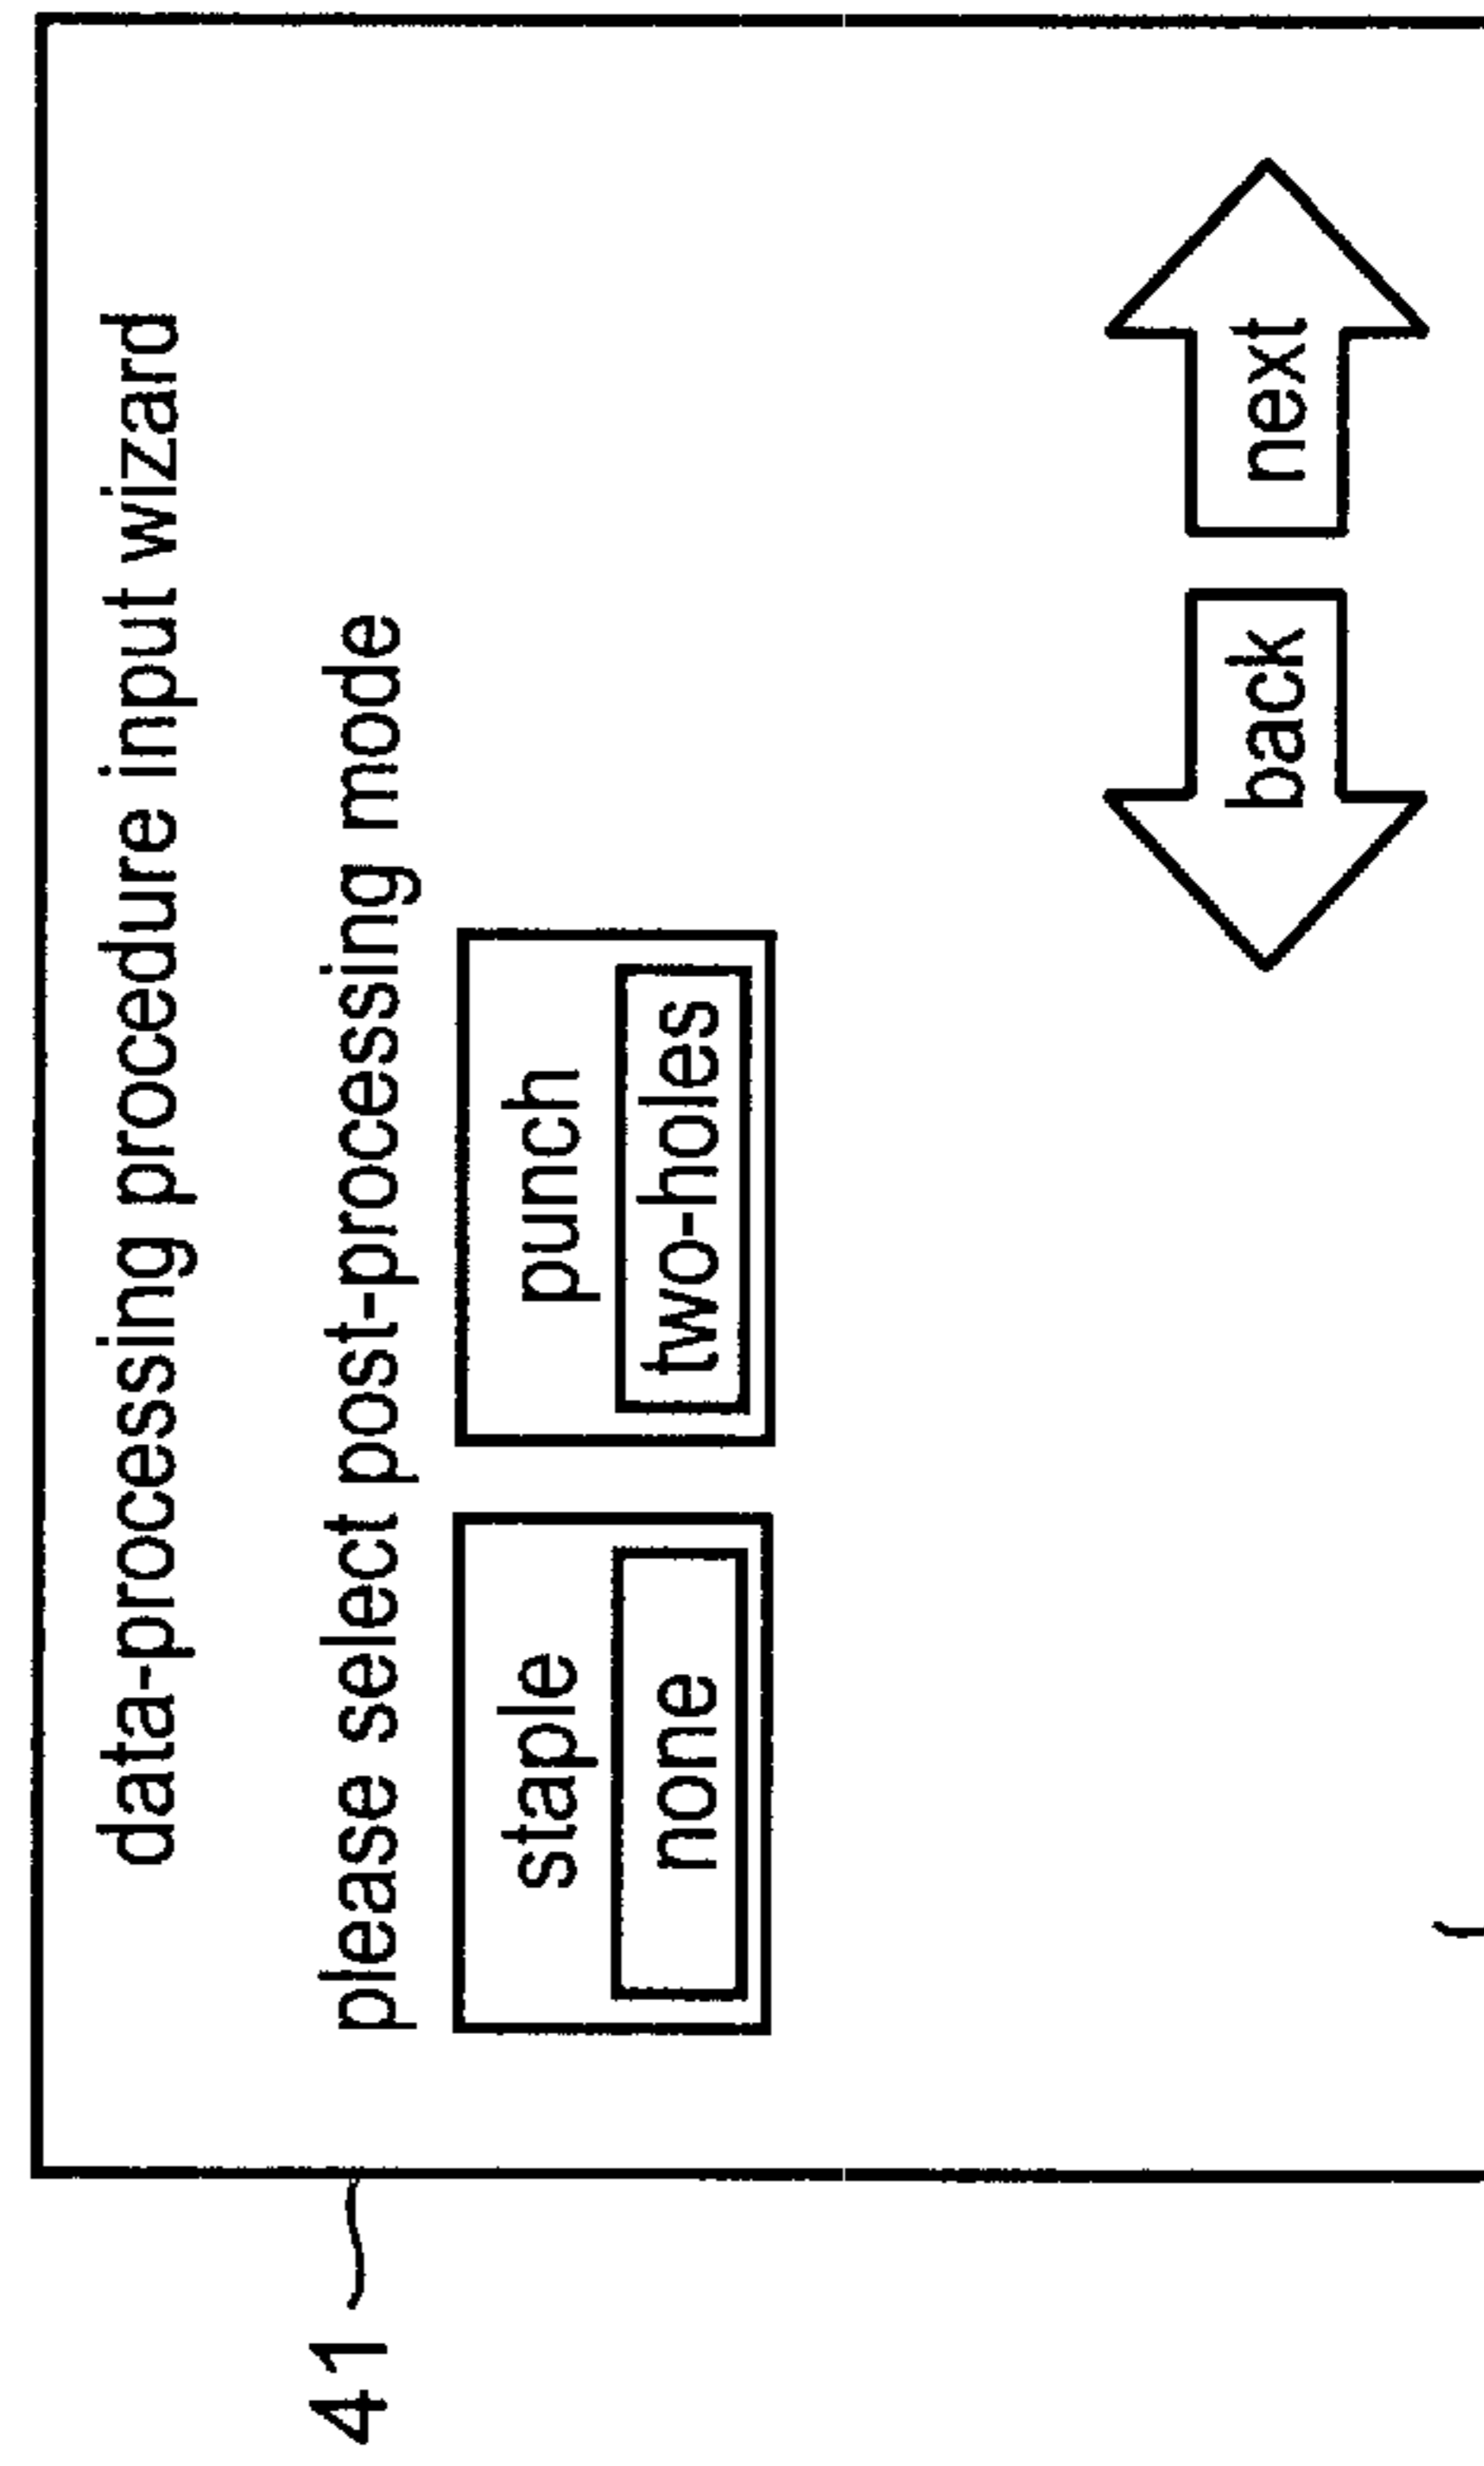 data-processing procedure input wizard
41
please select post-processing mode
staple
punch
none
two-holes
back
next